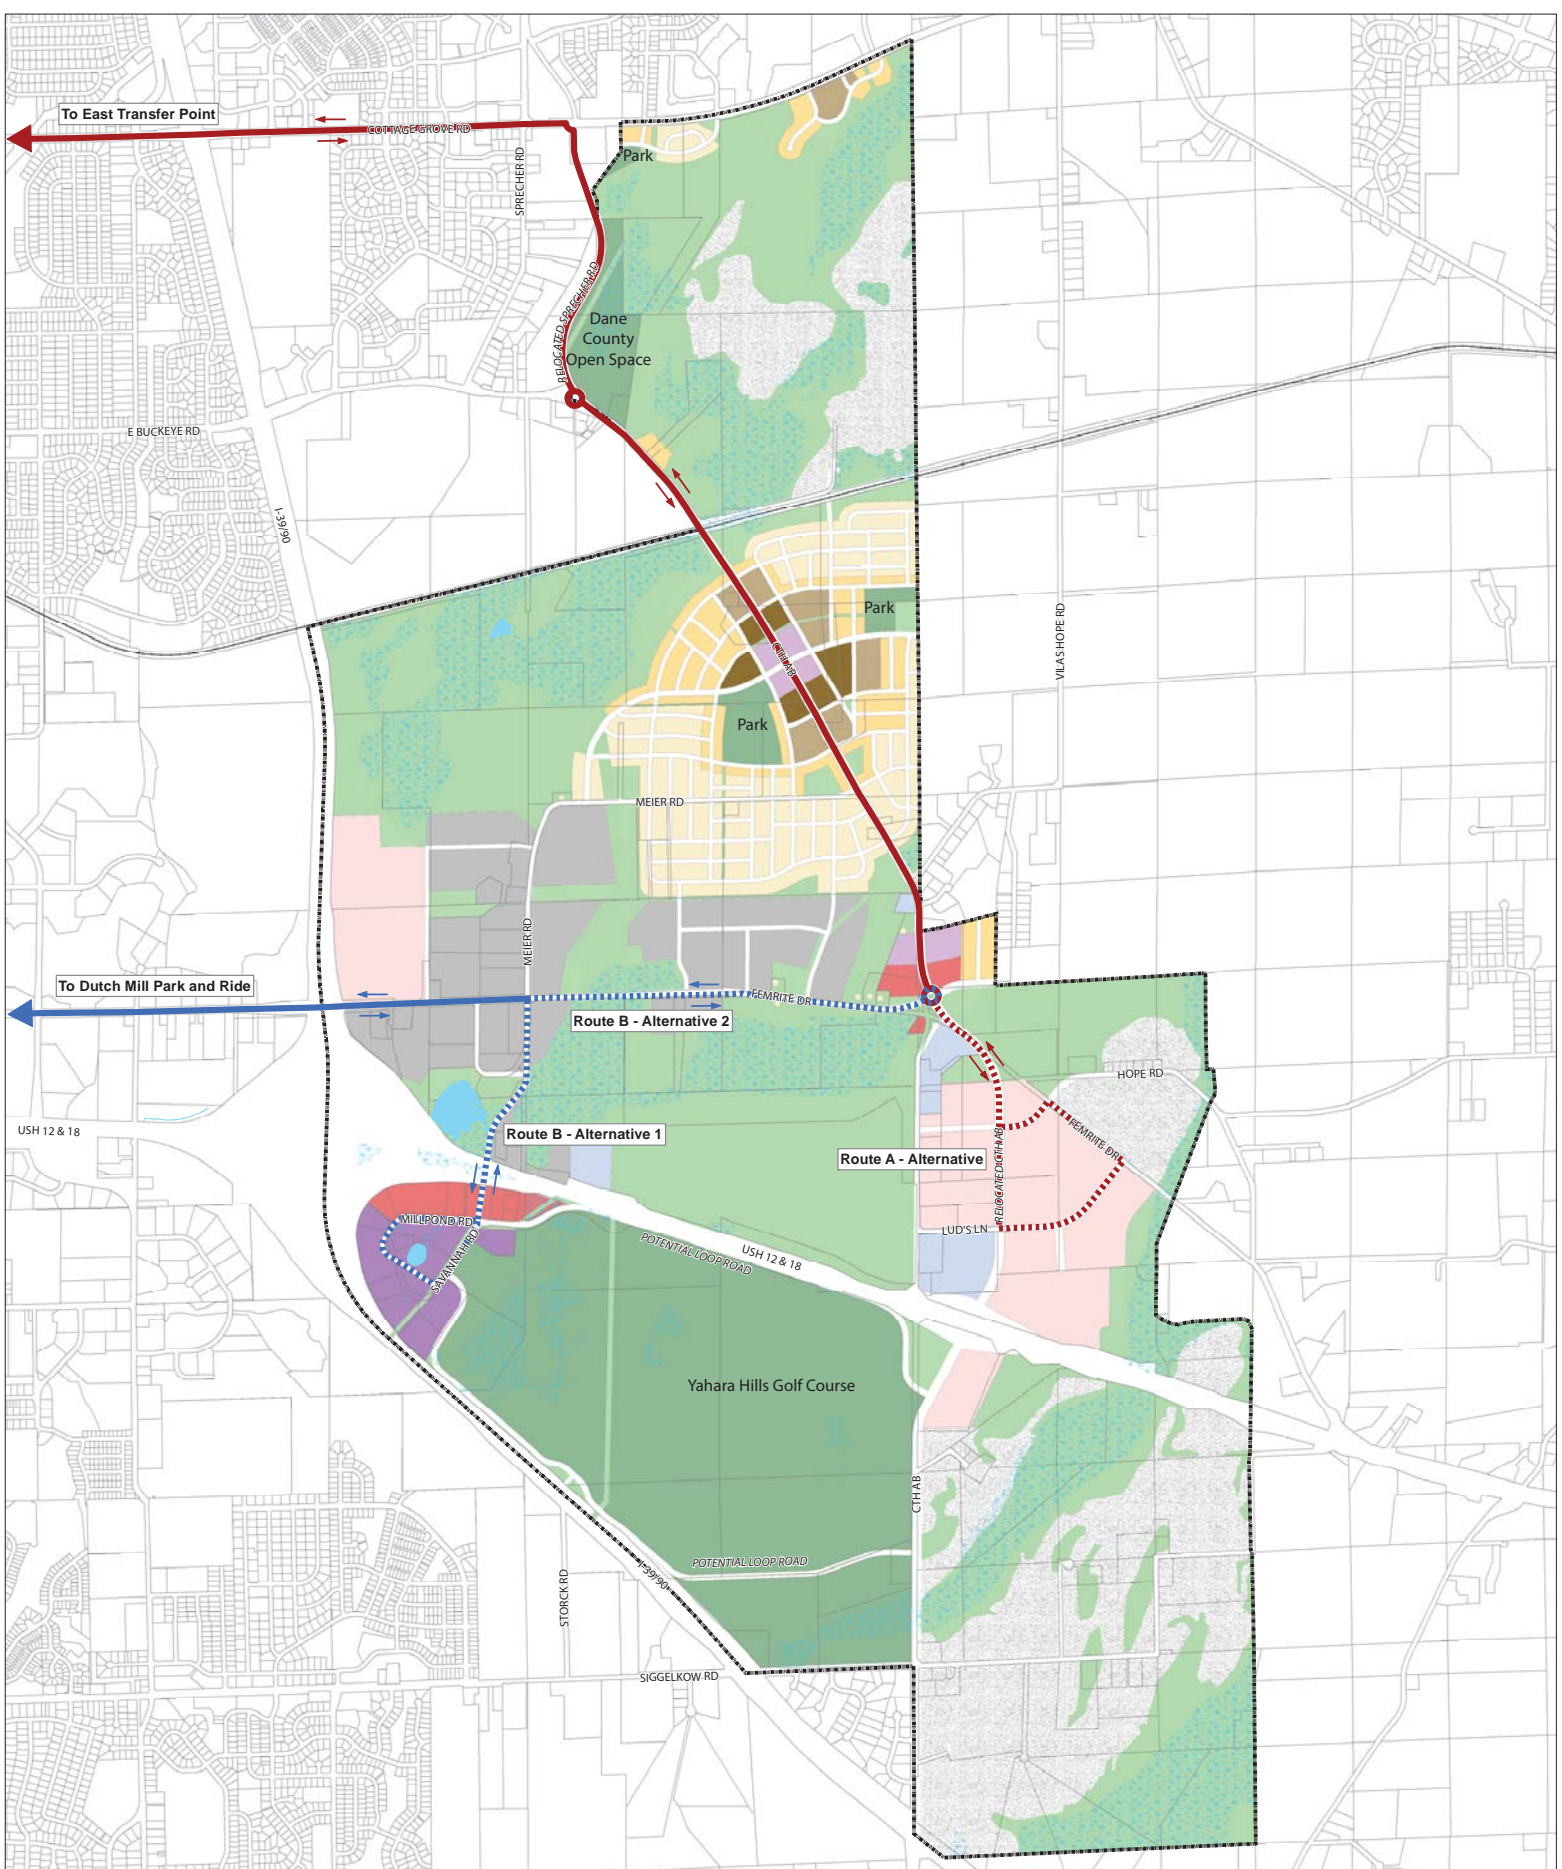 To East Transfer Point
COTTAGE GROVE RD
SPRECHER RD
Park
RELOCATED SPRECHER RD
Dane
County
Open Space
E BUCKEYE RD
I-39/90
Park
VILAS HOPE RD
CTH AB
Park
MEIER RD
MEIER RD
To Dutch Mill Park and Ride
FEMRITE DR
Route B - Alternative 2
HOPE RD
USH 12 & 18
Route B - Alternative 1
FEMRITE DR
Route A - Alternative
RELOCATED CTH AB
MILLPOND RD
LUD'S LN
SAVANNAH RD
POTENTIAL LOOP ROAD
USH 12 & 18
Yahara Hills Golf Course
CTH AB
POTENTIAL LOOP ROAD
I-39/90
STORCK RD
SIGGELKOW RD